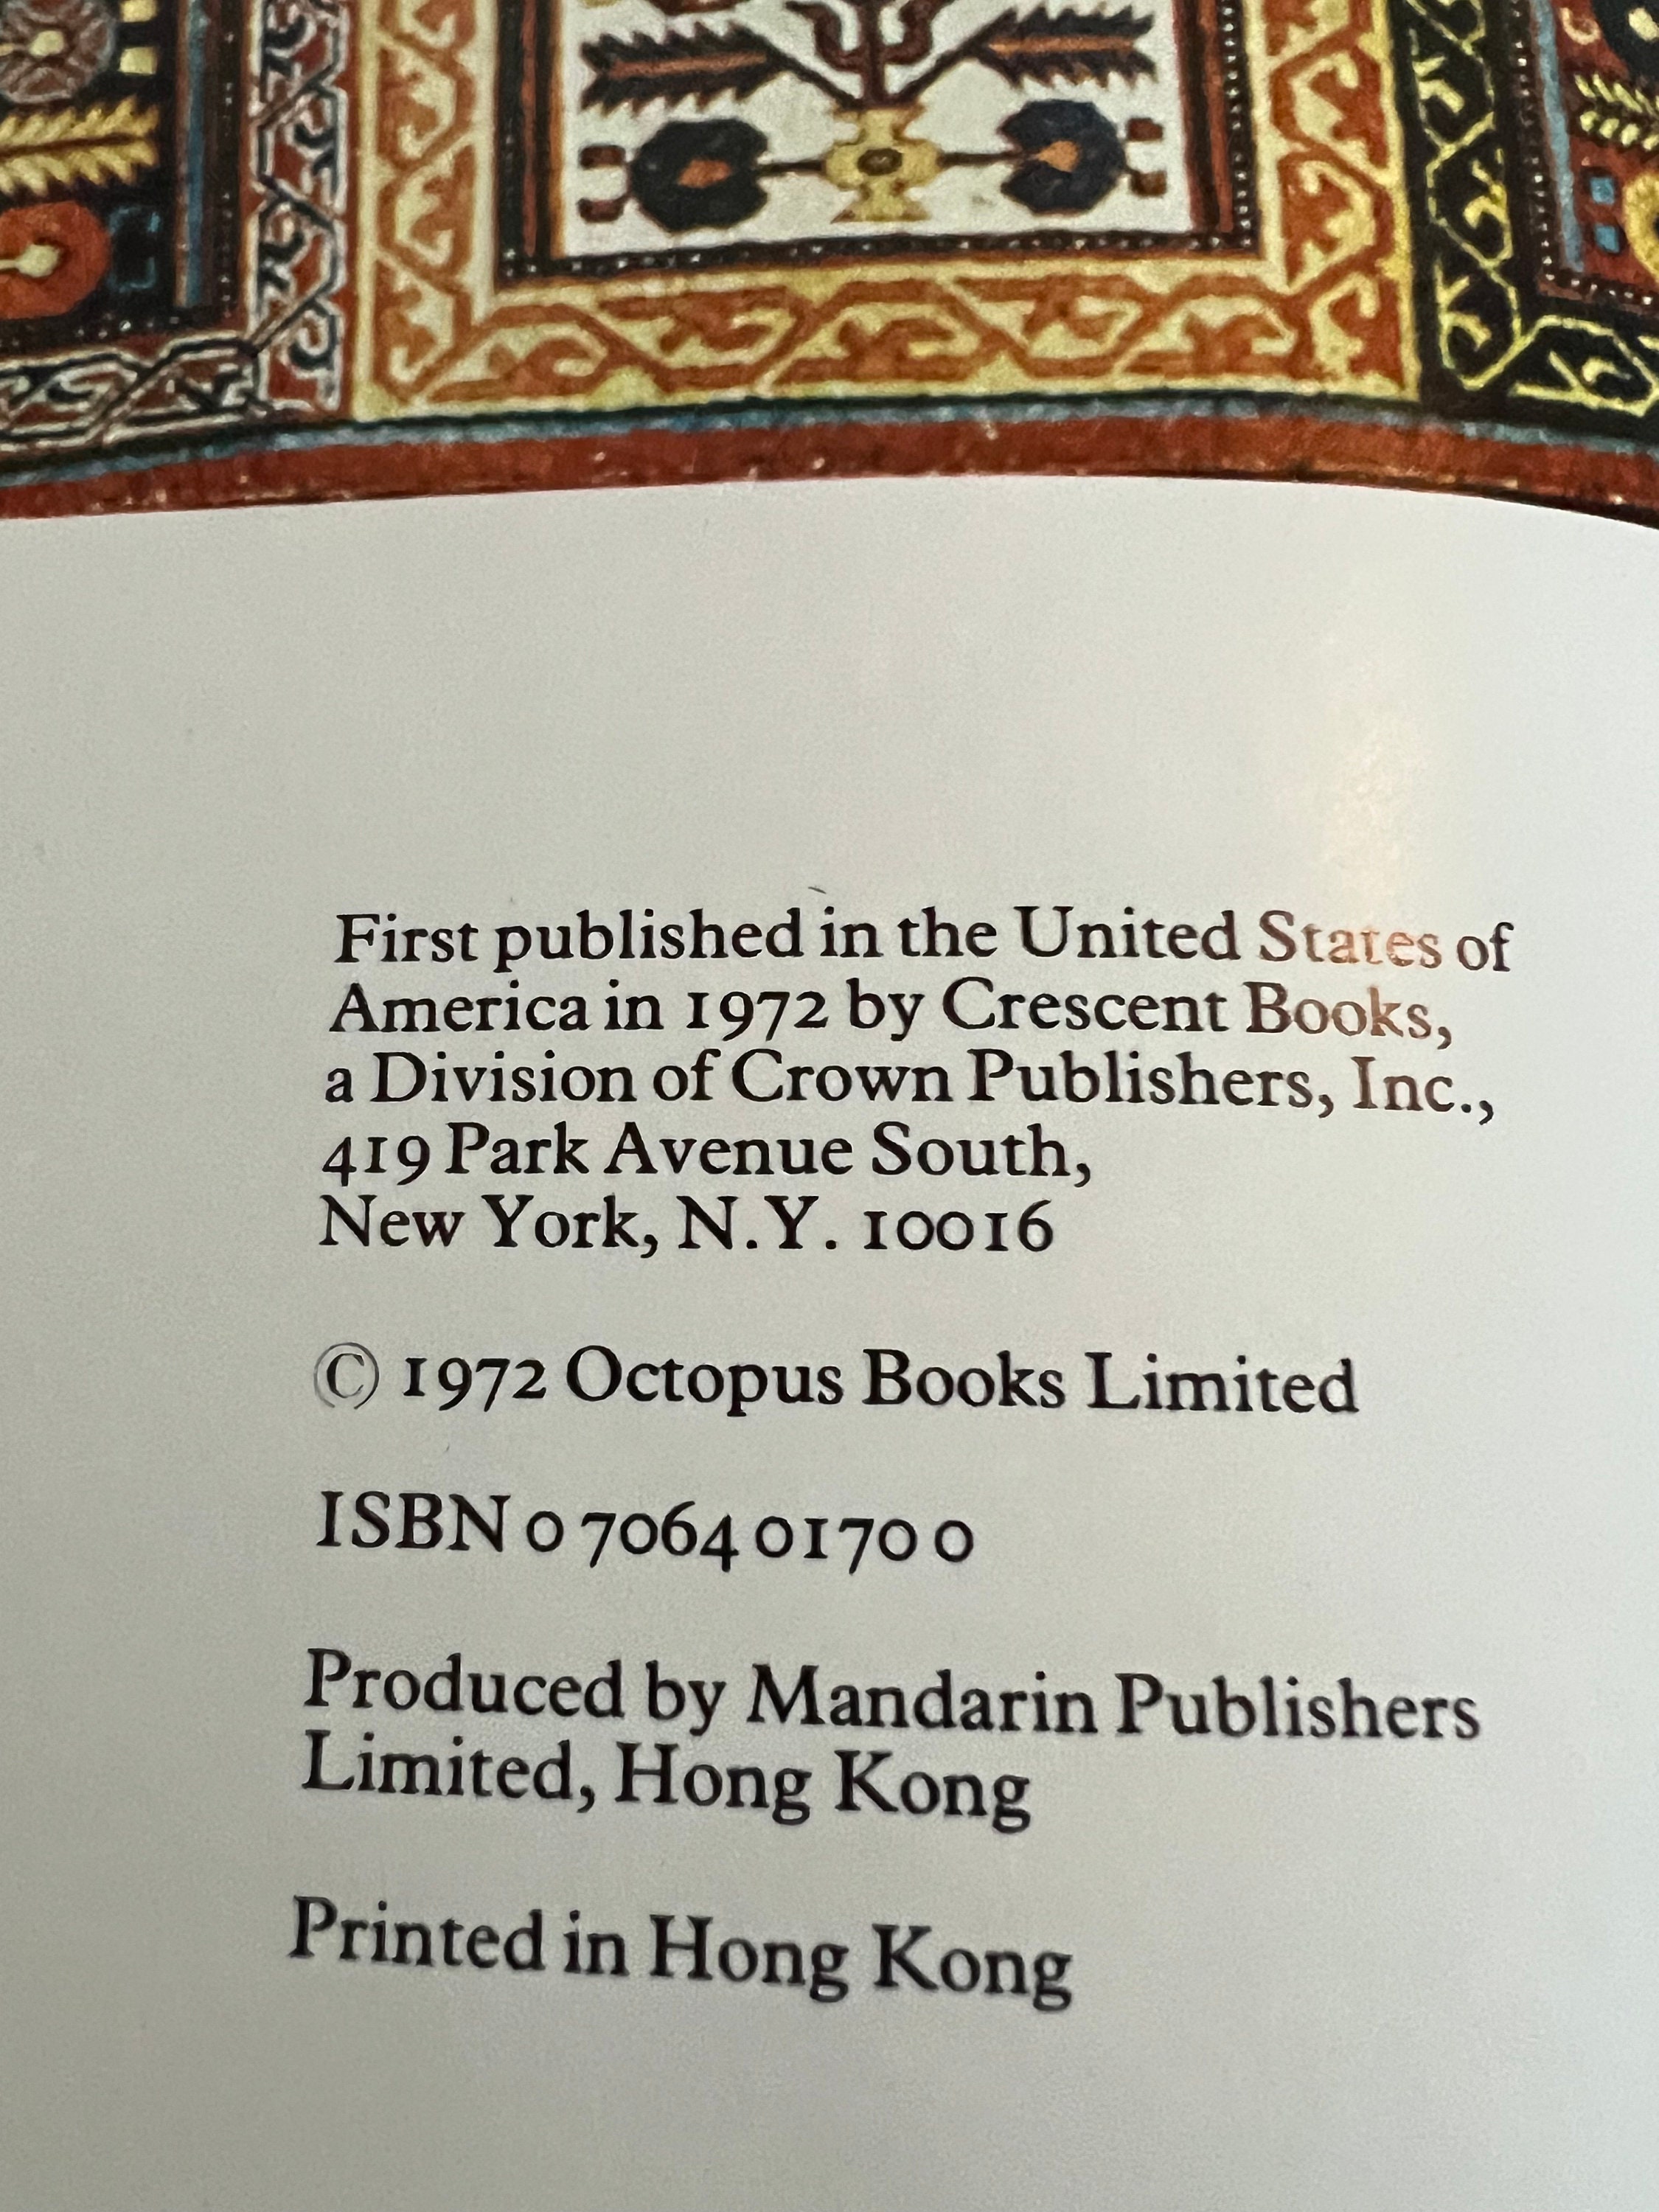 First published in the United States of
America in 1972 by Crescent Books,
a Division of Crown Publishers, Inc.,
419 Park Avenue South,
New York, N.Y. 10016
© 1972 Octopus Books Limited
ISBN 0 7064 0170 0
Produced by Mandarin Publishers
Limited, Hong Kong
Printed in Hong Kong